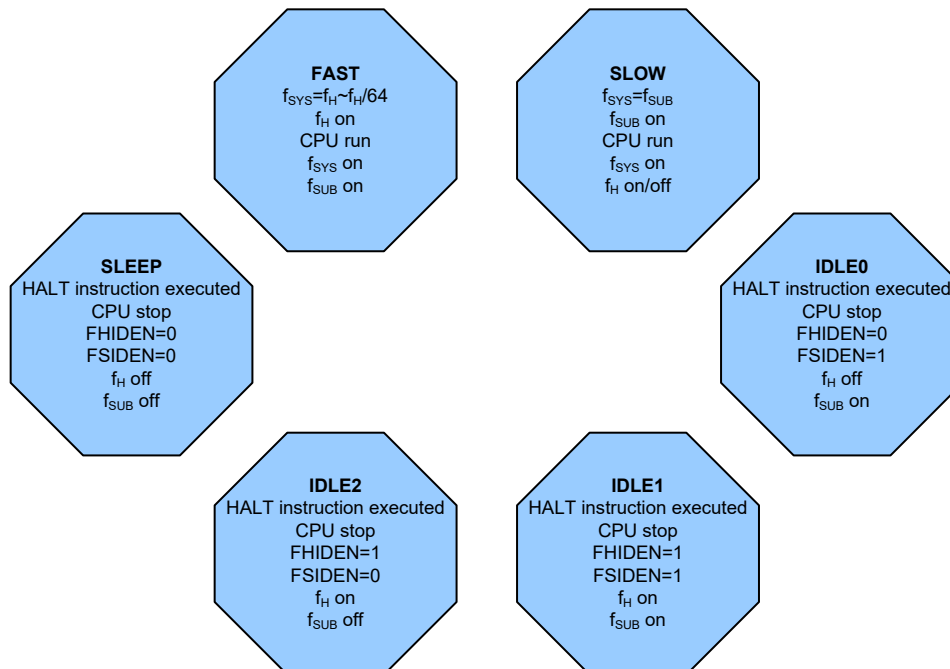 FAST
fSYS=fH~fH/64
fH on
CPU run
fSYS on
fSUB on
SLOW
fSYS=fSUB
fSUB on
CPU run
fSYS on
fH on/off
SLEEP
HALT instruction executed
CPU stop
FHIDEN=0
FSIDEN=0
fH off
fSUB off
IDLE0
HALT instruction executed
CPU stop
FHIDEN=0
FSIDEN=1
fH off
fSUB on
IDLE2
HALT instruction executed
CPU stop
FHIDEN=1
FSIDEN=0
fH on
fSUB off
IDLE1
HALT instruction executed
CPU stop
FHIDEN=1
FSIDEN=1
fH on
fSUB on